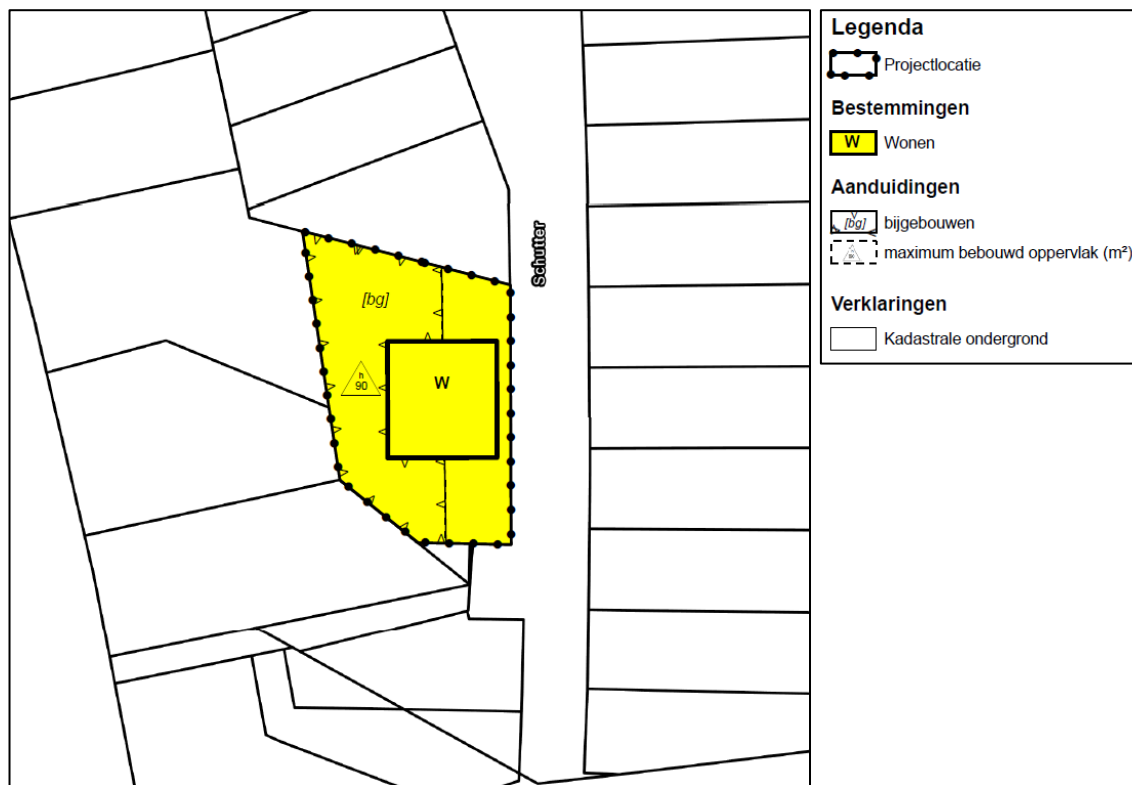 Schutter
[bg]
h
90
W
Legenda
Projectlocatie
Bestemmingen
W Wonen
Aanduidingen
[bg] bijgebouwen
maximum bebouwd oppervlak (m²)
Verklaringen
Kadastrale ondergrond